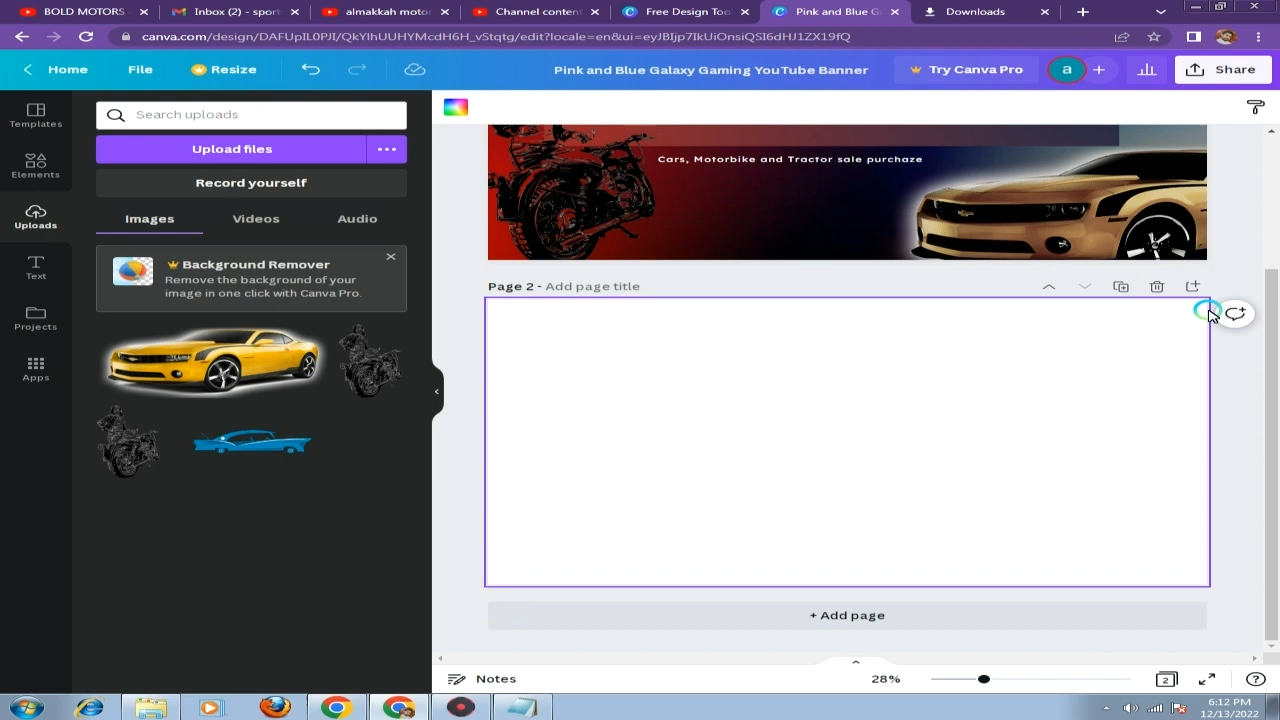 BOLD MOTORS -
Inbox (2) - sport
almakkah motor
Channel conten
Free Design Too
Pink and Blue G
Downloads
canva.com/design/DAFUpIL0PJI/QkYlhUUHYMcdH6H_vStqtg/edit?locale=en&ui=eyJBIjp7IkUiOnsiQSI6dHJ1ZX19fQ
Home
File
Resize
Pink and Blue Galaxy Gaming YouTube Banner
Try Canva Pro
a
Share
Templates
Elements
Uploads
Text
Projects
Apps
Search uploads
Upload files
Record yourself
Images
Videos
Audio
Background Remover
Remove the background of your
image in one click with Canva Pro.
Cars, Motorbike and Tractor sale purchaze
Page 2 - Add page title
+ Add page
Notes
28%
2
6:12 PM
12/13/2022